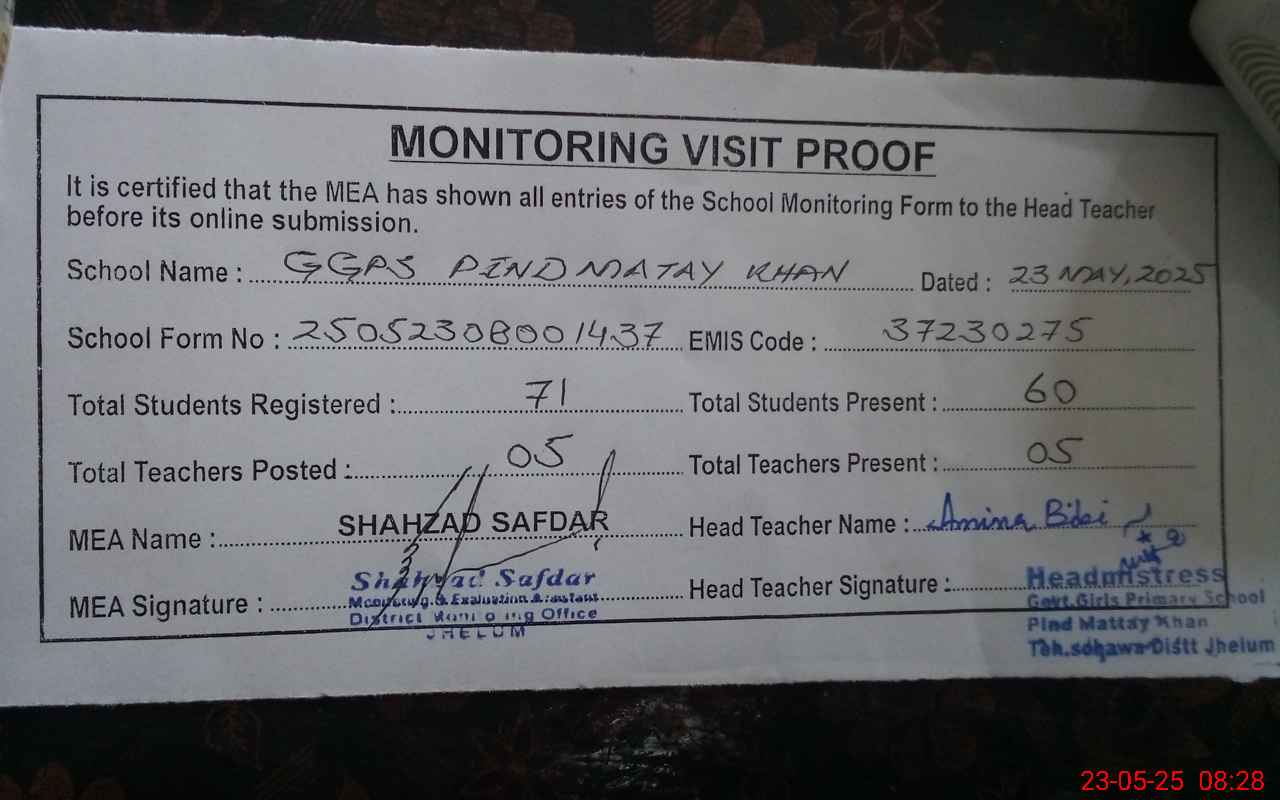 MONITORING VISIT PROOF
It is certified that the MEA has shown all entries of the School Monitoring Form to the Head Teacher
before its online submission.
School Name : GGPS PIND MATAY KHAN Dated : 23 MAY, 2025
School Form No : 25052308001437 EMIS Code : 37230275
Total Students Registered : 71 Total Students Present : 60
Total Teachers Posted : 05 Total Teachers Present : 05
MEA Name : SHAHZAD SAFDAR Head Teacher Name : Amina Bibi
MEA Signature : Head Teacher Signature :
Shahzad Safdar
Monitoring & Evaluation Assistant
District Monitoring Office
JHELUM
Headmistress
Govt. Girls Primary School
Pind Mattay Khan
Teh. sohawa Distt Jhelum
23-05-25 08:28